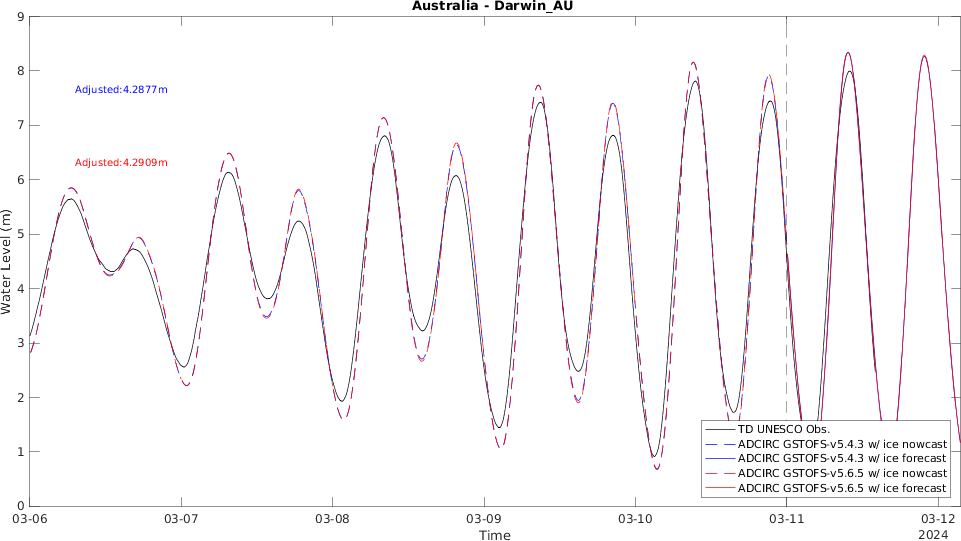 Australia - Darwin_AU
9
8
7
6
5
4
3
2
1
0
Water Level (m)
Adjusted:4.2877m
Adjusted:4.2909m
TD UNESCO Obs.
ADCIRC GSTOFS-v5.4.3 w/ ice nowcast
ADCIRC GSTOFS-v5.4.3 w/ ice forecast
ADCIRC GSTOFS-v5.6.5 w/ ice nowcast
ADCIRC GSTOFS-v5.6.5 w/ ice forecast
03-06 03-07 03-08 03-09 03-10 03-11 03-12
Time
2024